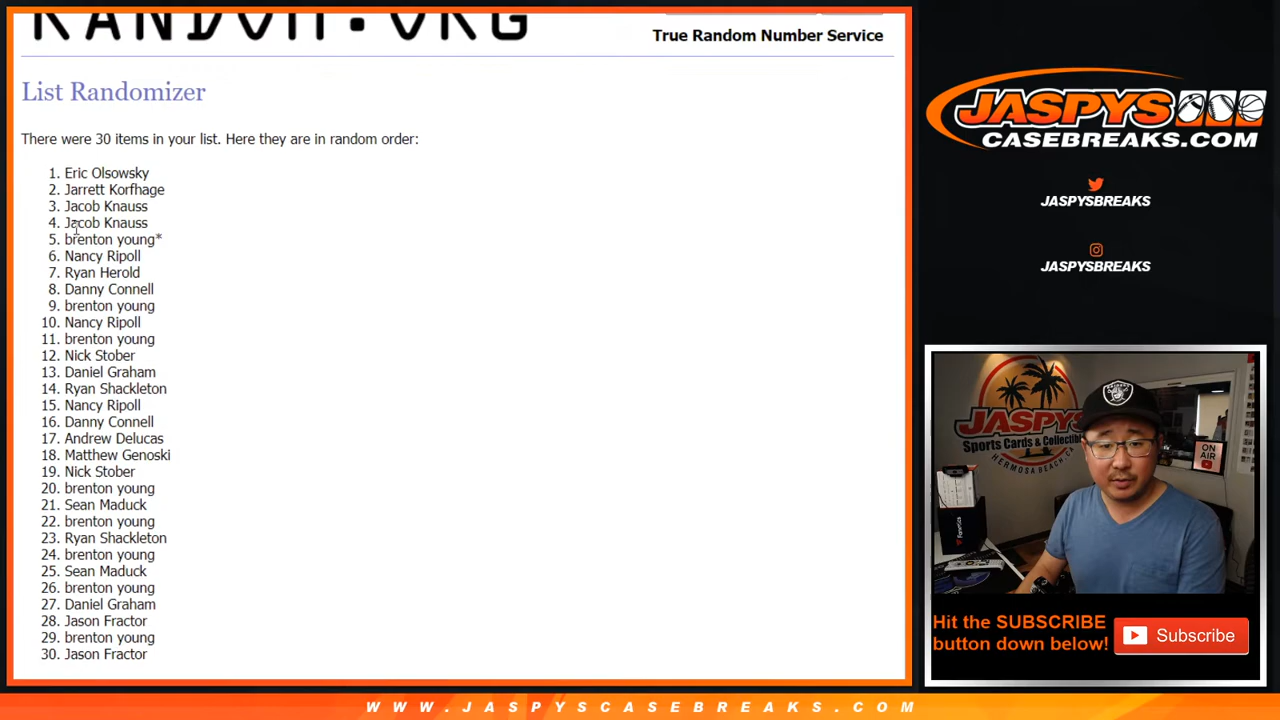 RANDOM.ORG
True Random Number Service
List Randomizer
There were 30 items in your list. Here they are in random order:
1. Eric Olsowsky
2. Jarrett Korfhage
3. Jacob Knauss
4. Jacob Knauss
5. brenton young*
6. Nancy Ripoll
7. Ryan Herold
8. Danny Connell
9. brenton young
10. Nancy Ripoll
11. brenton young
12. Nick Stober
13. Daniel Graham
14. Ryan Shackleton
15. Nancy Ripoll
16. Danny Connell
17. Andrew Delucas
18. Matthew Genoski
19. Nick Stober
20. brenton young
21. Sean Maduck
22. brenton young
23. Ryan Shackleton
24. brenton young
25. Sean Maduck
26. brenton young
27. Daniel Graham
28. Jason Fractor
29. brenton young
30. Jason Fractor
JASPYS
CASEBREAKS.COM
JASPYSBREAKS
JASPYSBREAKS
JASPYS
Sports Cards & Collectibl
HERMOSA BEACH, CA
ON
AIR
Fanatics
RAIDERS
Hit the SUBSCRIBE
button down below!
Subscribe
WWW.JASPYSCASEBREAKS.COM